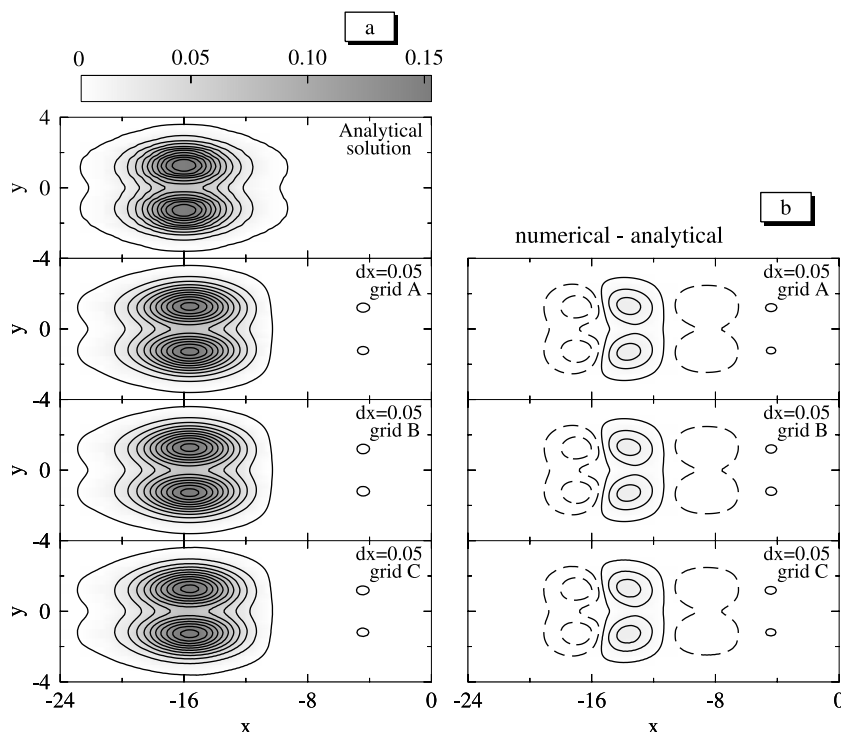 a
0 0.05 0.10 0.15
4
Analytical
solution
y
0
-4
b
numerical - analytical
dx=0.05
grid A
y
0
-4
dx=0.05
grid A
dx=0.05
grid B
y
0
-4
dx=0.05
grid B
dx=0.05
grid C
y
0
-4
dx=0.05
grid C
-24 -16 -8 0
x
-24 -16 -8 0
x